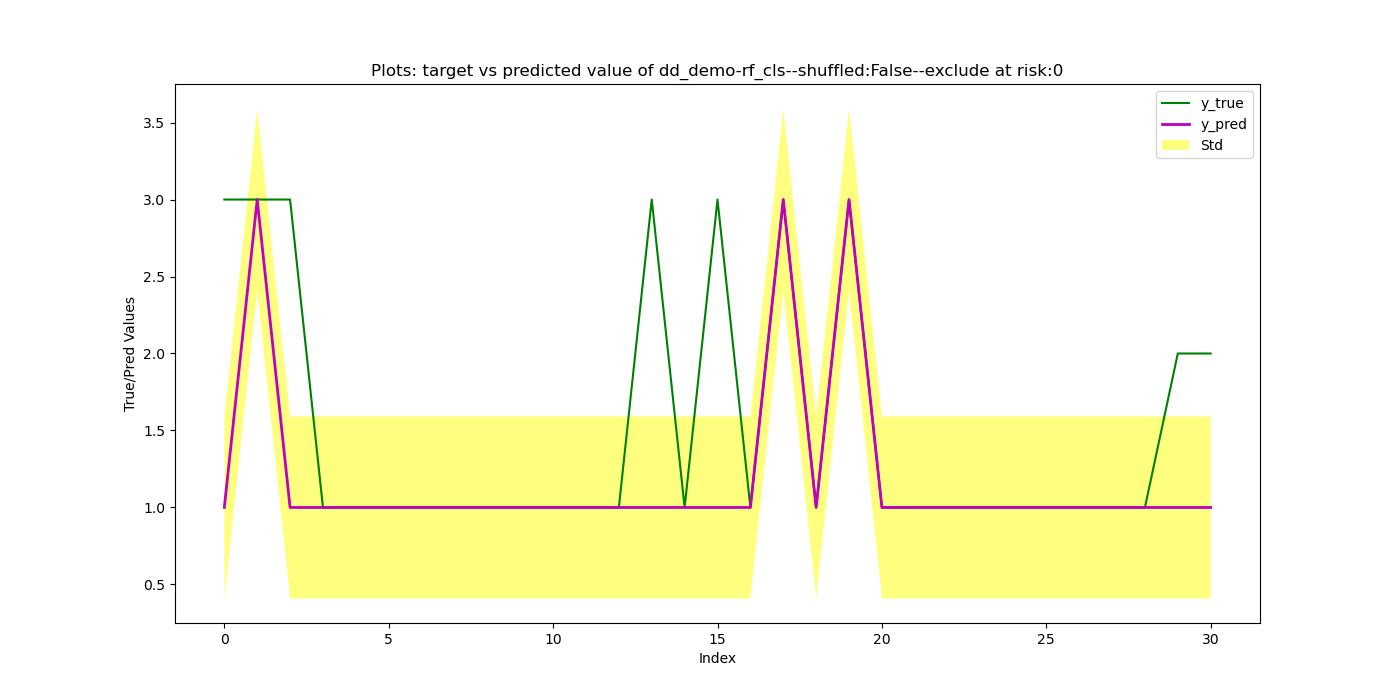 Plots: target vs predicted value of dd_demo-rf_cls--shuffled:False--exclude at risk:0
y_true
y_pred
Std
True/Pred Values
3.5
3.0
2.5
2.0
1.5
1.0
0.5
0 5 10 15 20 25 30
Index